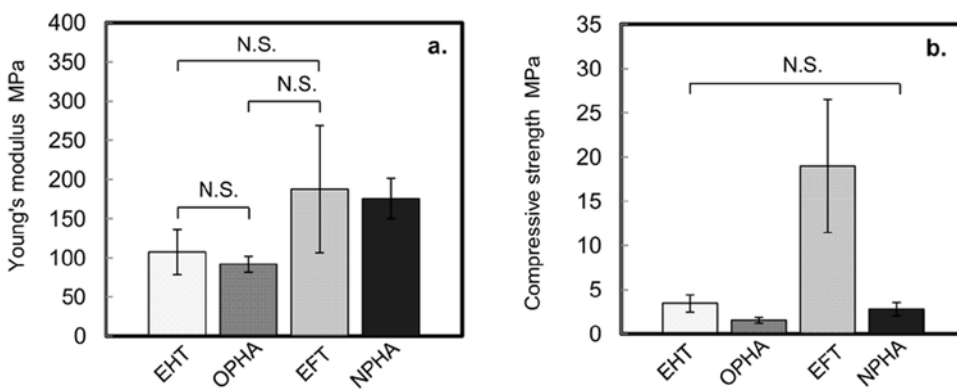 Young's modulus MPa
400
350
300
250
200
150
100
50
0
a.
N.S.
N.S.
N.S.
EHT
OPHA
EFT
NPHA
Compressive strength MPa
35
30
25
20
15
10
5
0
b.
N.S.
EHT
OPHA
EFT
NPHA